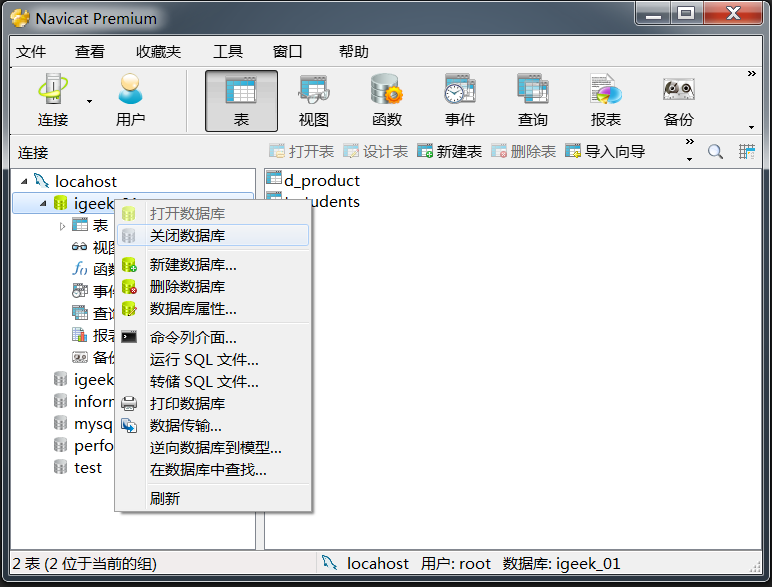 Navicat Premium
文件 查看 收藏夹 工具 窗口 帮助
连接 用户 表 视图 函数 事件 查询 报表 备份
连接 打开表 设计表 新建表 删除表 导入向导
locahost
igeek_01
表
函数
事件
查询
报表
备份
igeek
mysq
perfo
test
d_product
打开数据库
关闭数据库
新建数据库...
删除数据库
数据库属性...
命令列介面...
运行 SQL 文件...
转储 SQL 文件...
打印数据库
数据传输...
逆向数据库到模型...
在数据库中查找...
刷新
2 表 (2 位于当前的组) locahost 用户: root 数据库: igeek_01